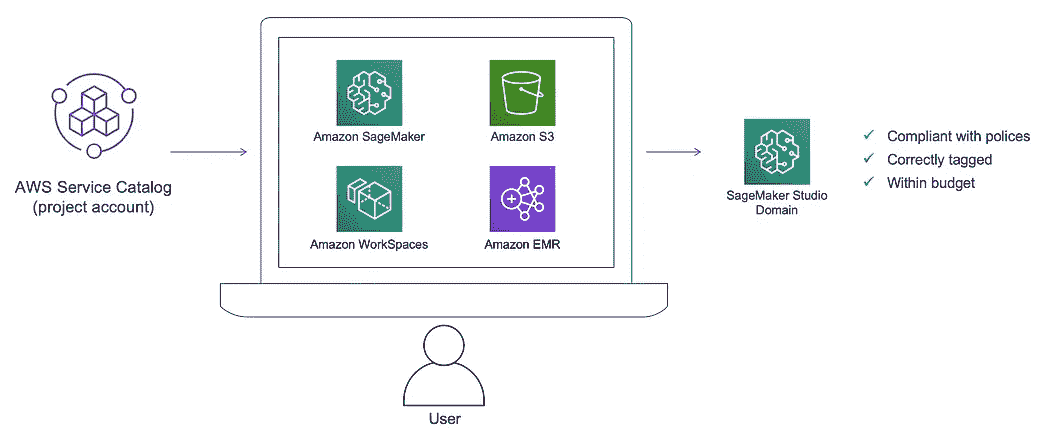 AWS Service Catalog
(project account)
Amazon SageMaker
Amazon S3
Amazon WorkSpaces
Amazon EMR
User
SageMaker Studio
Domain
✓ Compliant with polices
✓ Correctly tagged
✓ Within budget